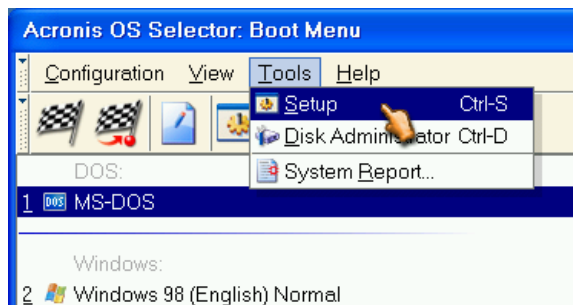 Acronis OS Selector: Boot Menu
Configuration View Tools Help
Setup Ctrl-S
Disk Administrator Ctrl-D
System Report...
DOS:
1 DOS MS-DOS
Windows:
2 Windows 98 (English) Normal